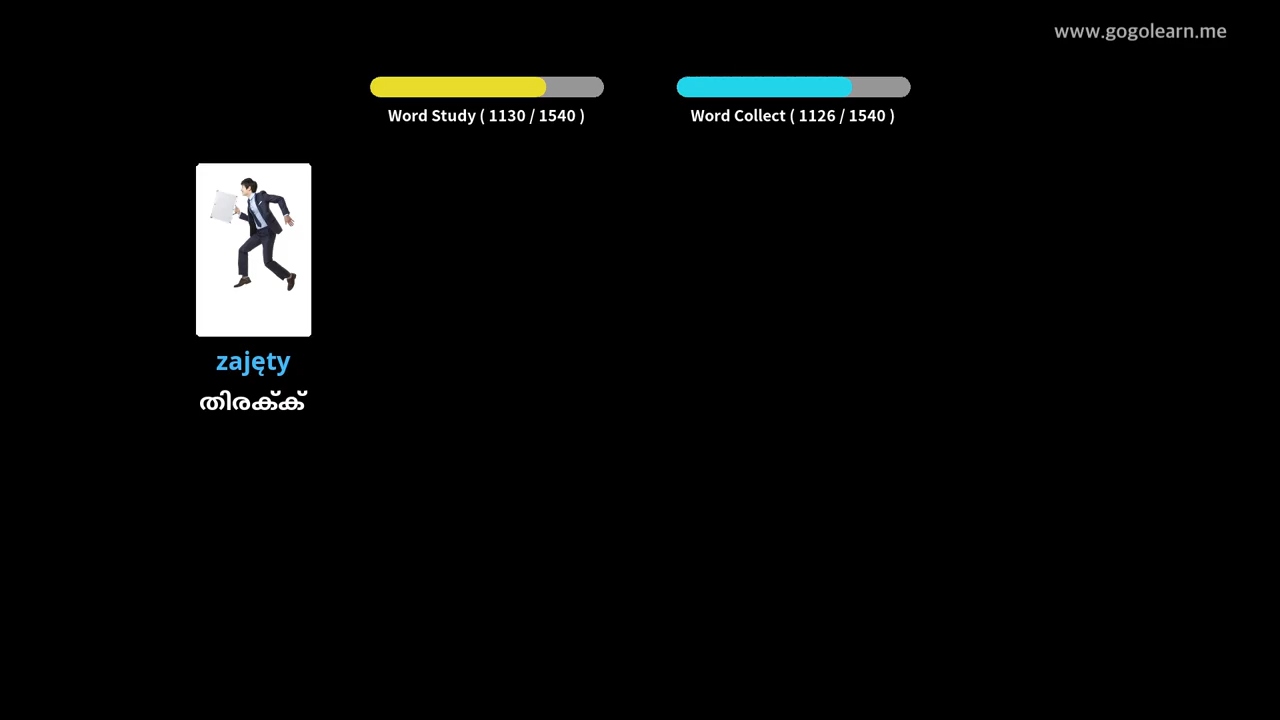 www.gogolearn.me
Word Study ( 1130 / 1540 )
Word Collect ( 1126 / 1540 )
zajęty
തിരക്ക്